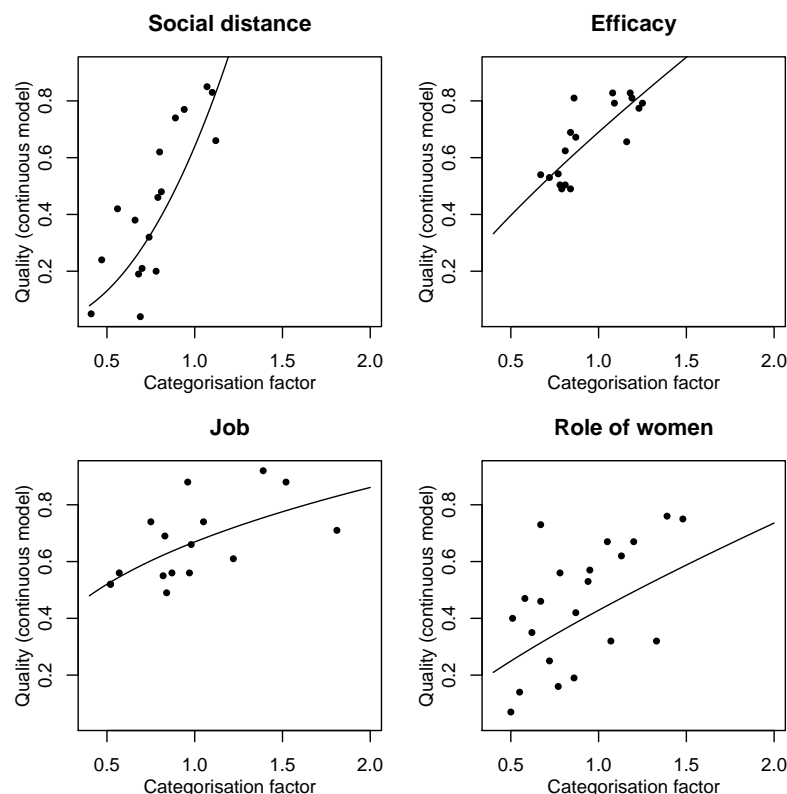 Social distance
Quality (continuous model)
0.2 0.4 0.6 0.8
0.5 1.0 1.5 2.0
Categorisation factor
Efficacy
Quality (continuous model)
0.2 0.4 0.6 0.8
0.5 1.0 1.5 2.0
Categorisation factor
Job
Quality (continuous model)
0.2 0.4 0.6 0.8
0.5 1.0 1.5 2.0
Categorisation factor
Role of women
Quality (continuous model)
0.2 0.4 0.6 0.8
0.5 1.0 1.5 2.0
Categorisation factor